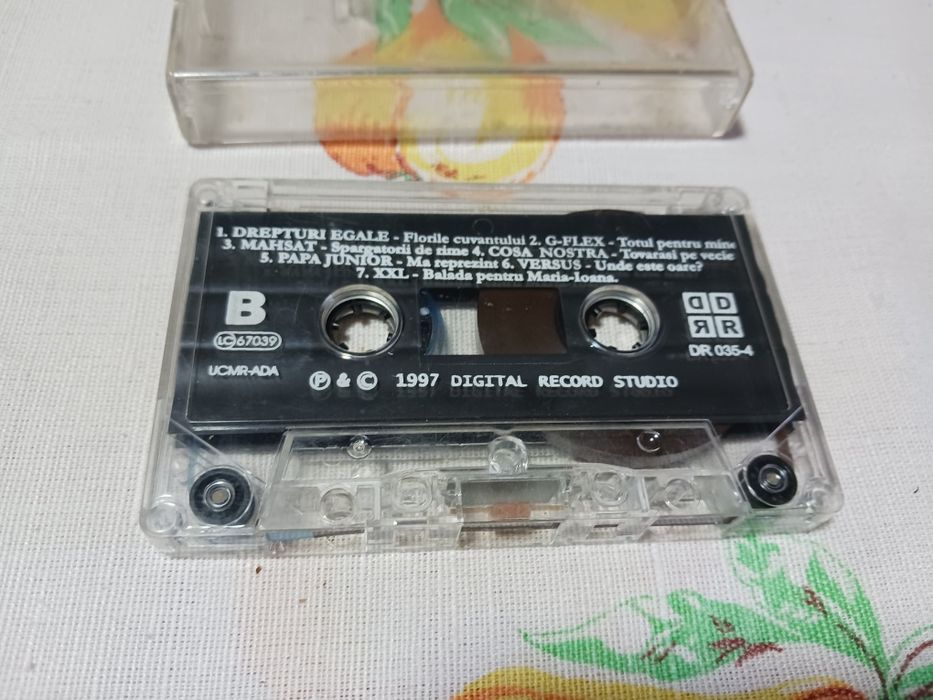 1. DREPTURI EGALE - Florile cuvantului 2. G-FLEX - Totul pentru mine
3. MAHSAT - Spargatorii de rime 4. COSA NOSTRA - Tovarasi pe vecie
5. PAPA JUNIOR - Ma reprezint 6. VERSUS - Unde este oare?
7. XXL - Balada pentru Maria-Ioana.
B
LC 67039
UCMR-ADA
D D
R R
DR 035-4
Ⓟ & © 1997 DIGITAL RECORD STUDIO